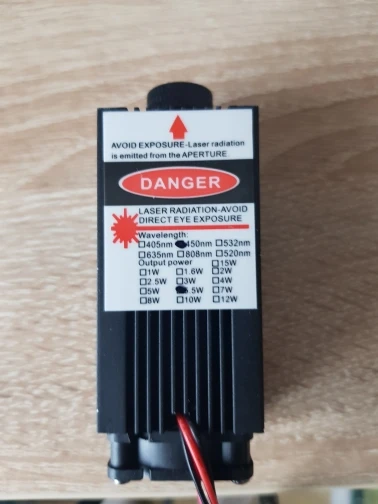 AVOID EXPOSURE-Laser radiation
is emitted from the APERTURE
DANGER
LASER RADIATION-AVOID
DIRECT EYE EXPOSURE
Wavelength:
☐405nm 450nm ☐532nm
☐635nm ☐808nm ☐520nm
Output power ☐15W
☐1W ☐1.6W ☐2W
☐2.5W ☐3W ☐4W
☐5W .5W ☐7W
☐8W ☐10W ☐12W